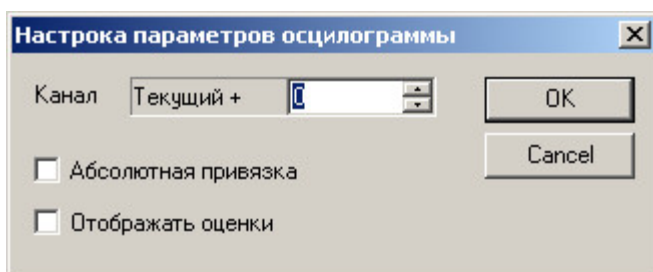 Настрока параметров осцилограммы
Канал Текущий + 0 OK
Cancel
Абсолютная привязка
Отображать оценки